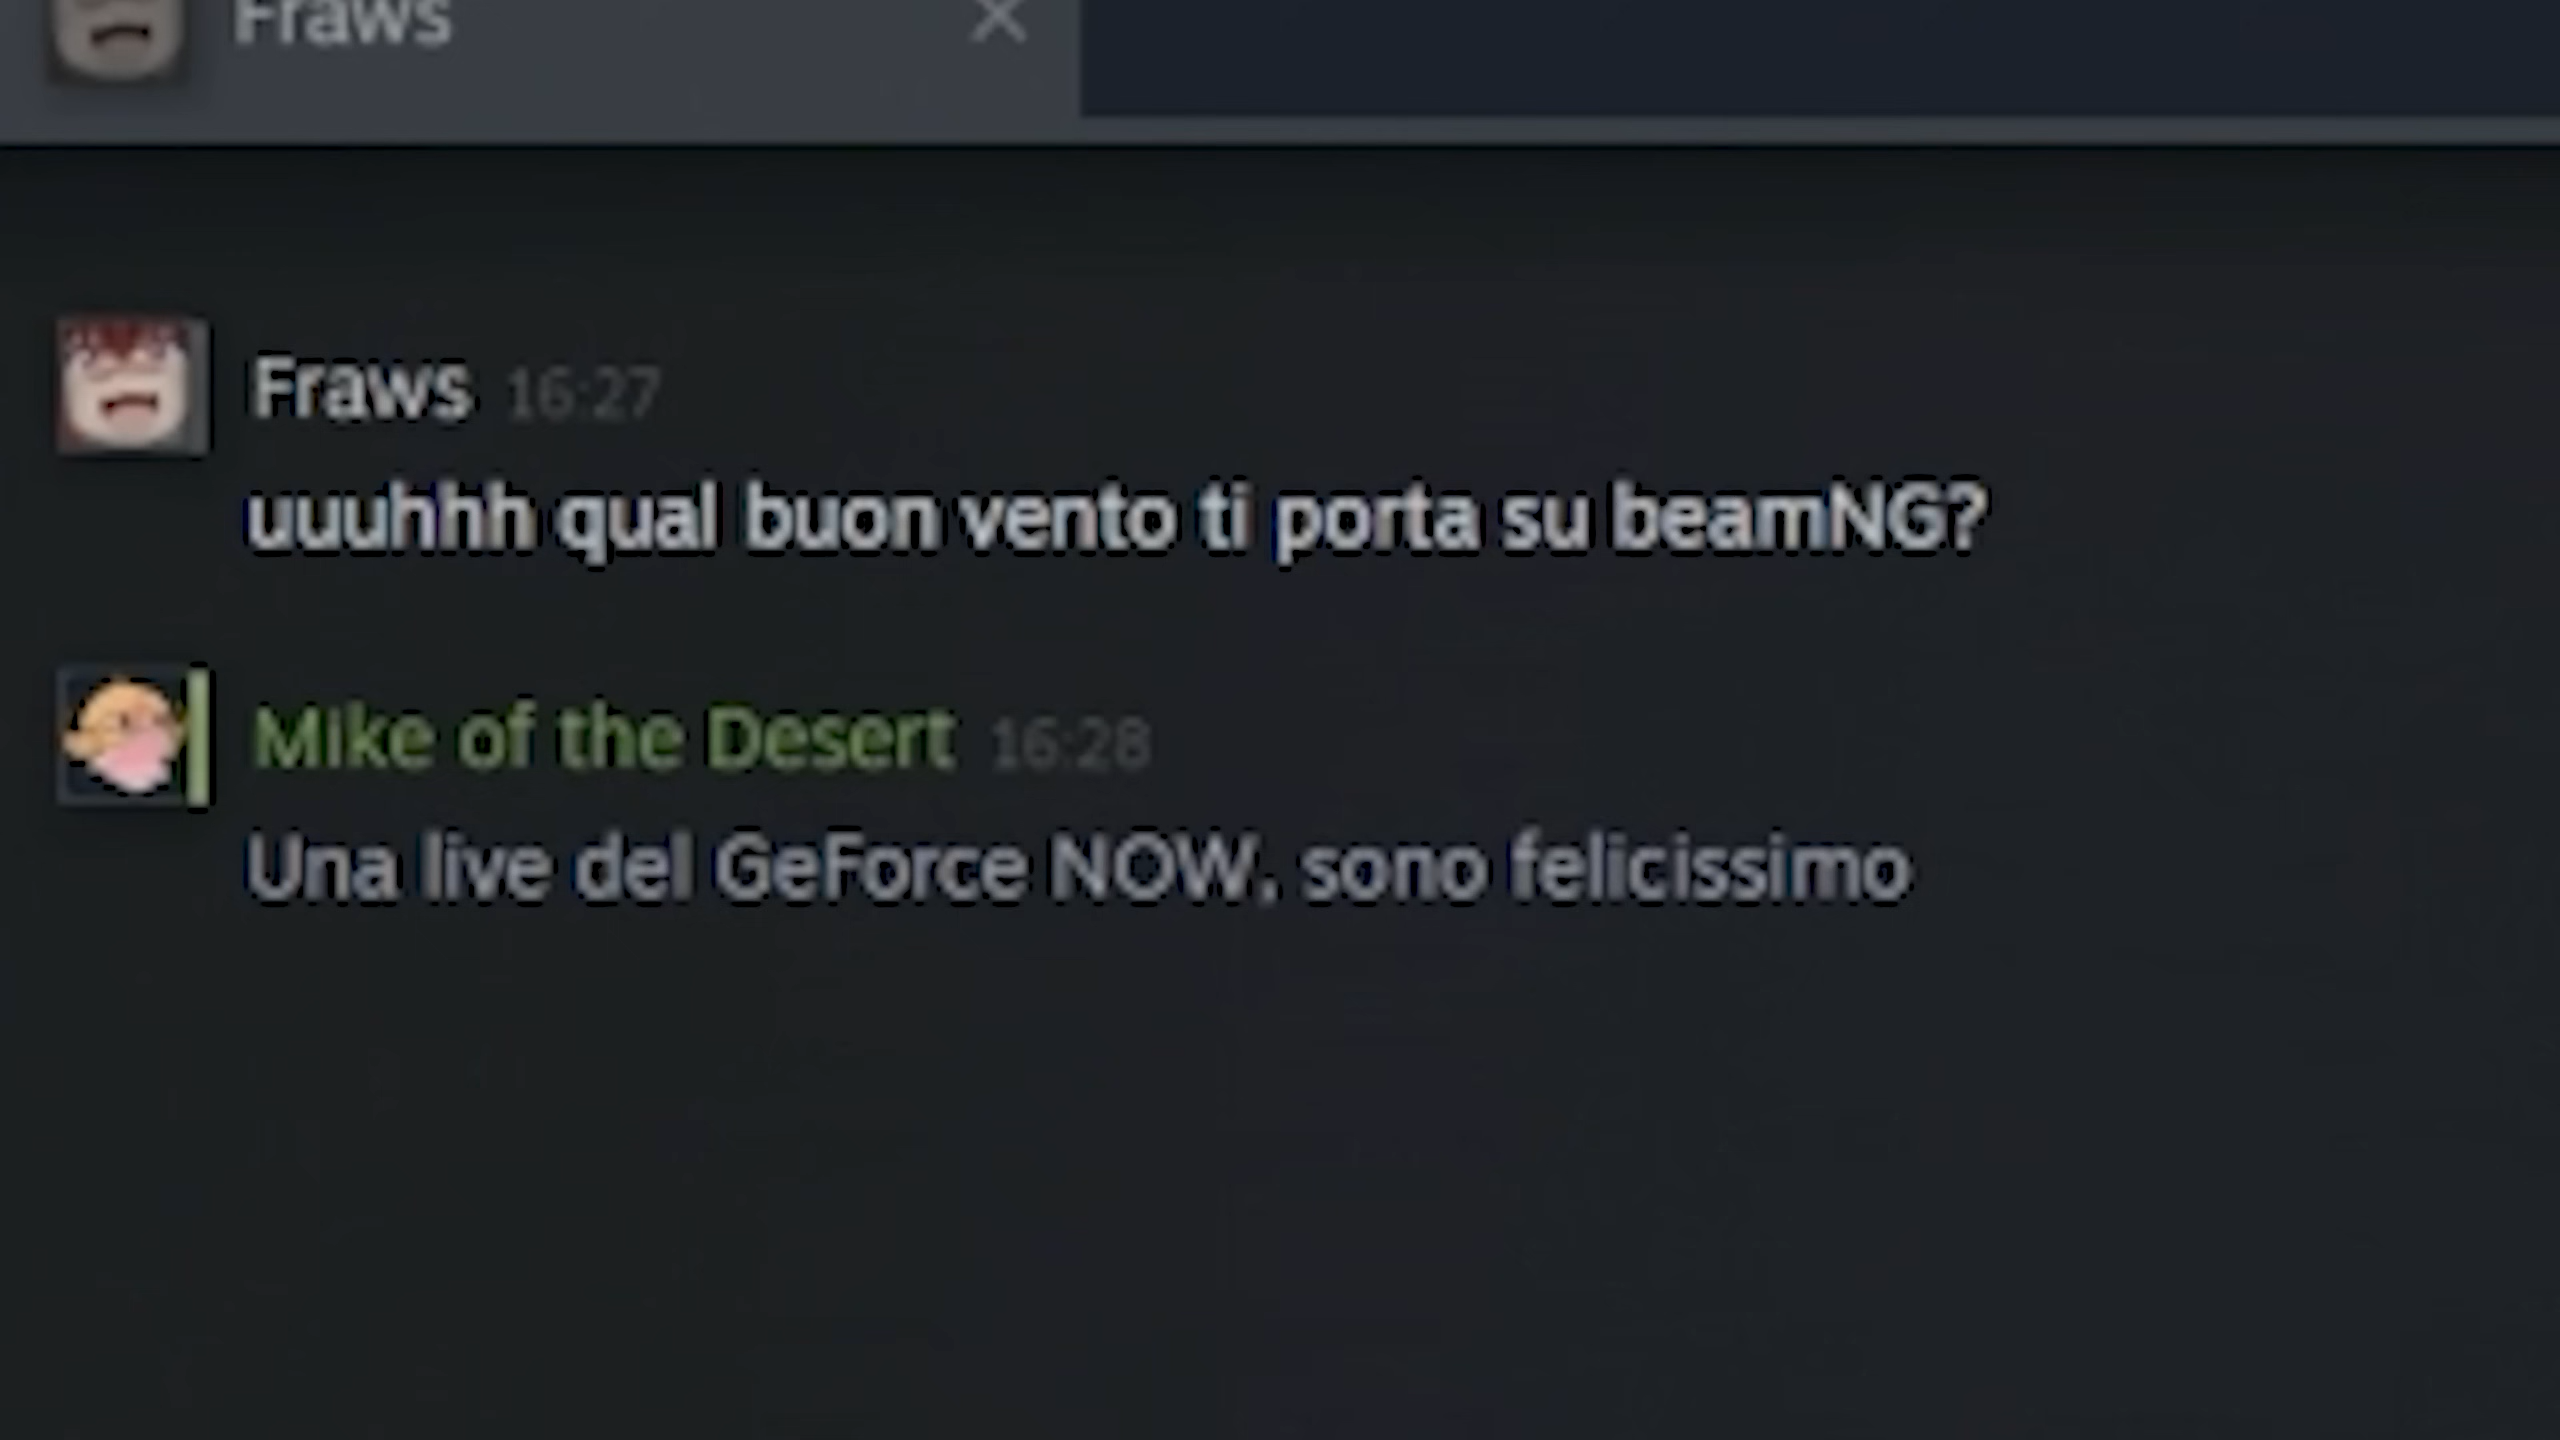 Fraws
Fraws 16:27
uuuhhh qual buon vento ti porta su beamNG?
Mike of the Desert 16:28
Una live del GeForce NOW, sono felicissimo